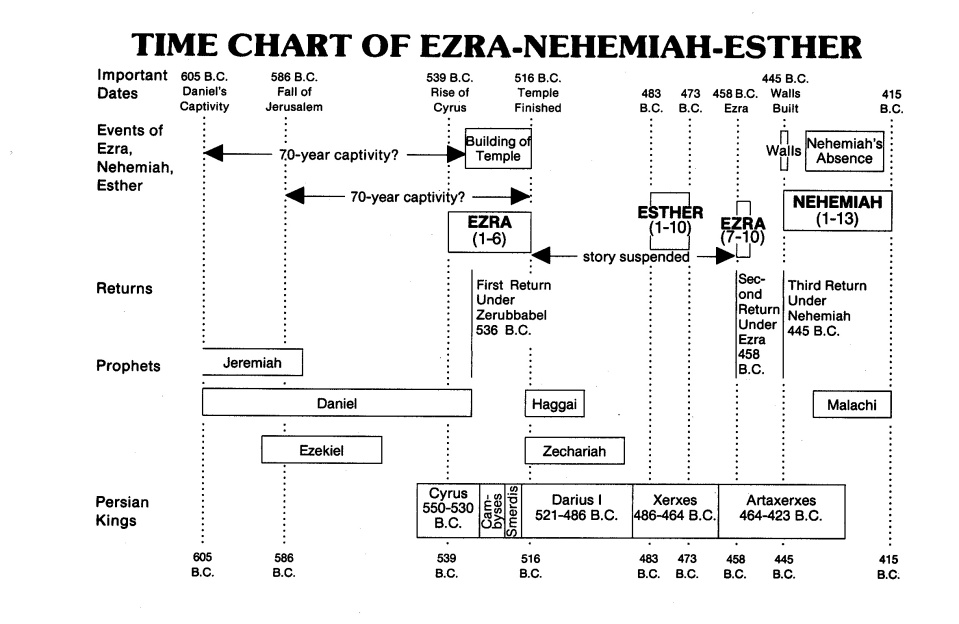 TIME CHART OF EZRA-NEHEMIAH-ESTHER
Important
Dates
605 B.C.
Daniel's
Captivity
586 B.C.
Fall of
Jerusalem
539 B.C.
Rise of
Cyrus
516 B.C.
Temple
Finished
483
B.C.
473
B.C.
458 B.C.
Ezra
445 B.C.
Walls
Built
415
B.C.
Events of
Ezra,
Nehemiah,
Esther
70-year captivity?
Building of
Temple
Walls
Nehemiah's
Absence
70-year captivity?
EZRA
(1-6)
ESTHER
(1-10)
EZRA
(7-10)
NEHEMIAH
(1-13)
story suspended
Returns
First Return
Under
Zerubbabel
536 B.C.
Sec-
ond
Return
Under
Ezra
458
B.C.
Third Return
Under
Nehemiah
445 B.C.
Prophets
Jeremiah
Daniel
Haggai
Malachi
Ezekiel
Zechariah
Persian
Kings
Cyrus
550-530
B.C.
Cam-
byses
Smerdis
Darius I
521-486 B.C.
Xerxes
486-464 B.C.
Artaxerxes
464-423 B.C.
605
B.C.
586
B.C.
539
B.C.
516
B.C.
483
B.C.
473
B.C.
458
B.C.
445
B.C.
415
B.C.